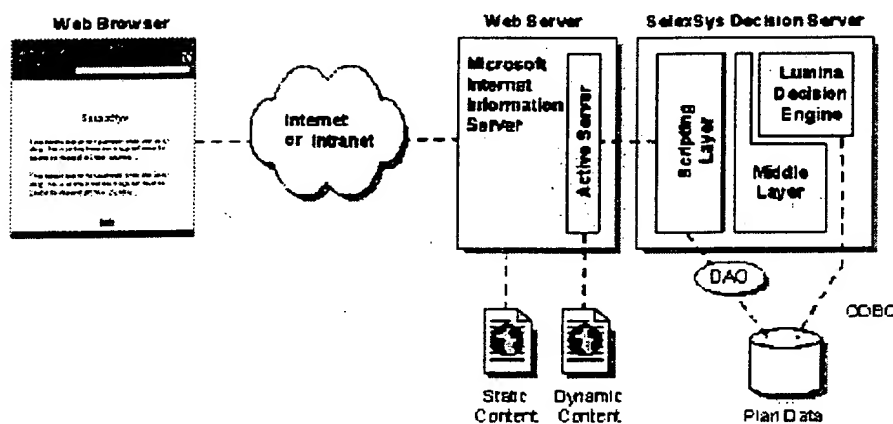 Web Browser
Web Server
SelexSys Decision Server
Microsoft
Internet
Information
Server
Active Server
Scripting
Layer
Lumina
Decision
Engine
Middle
Layer
Internet
or Intranet
DAO
ODBC
Static
Content
Dynamic
Content
Plan Data